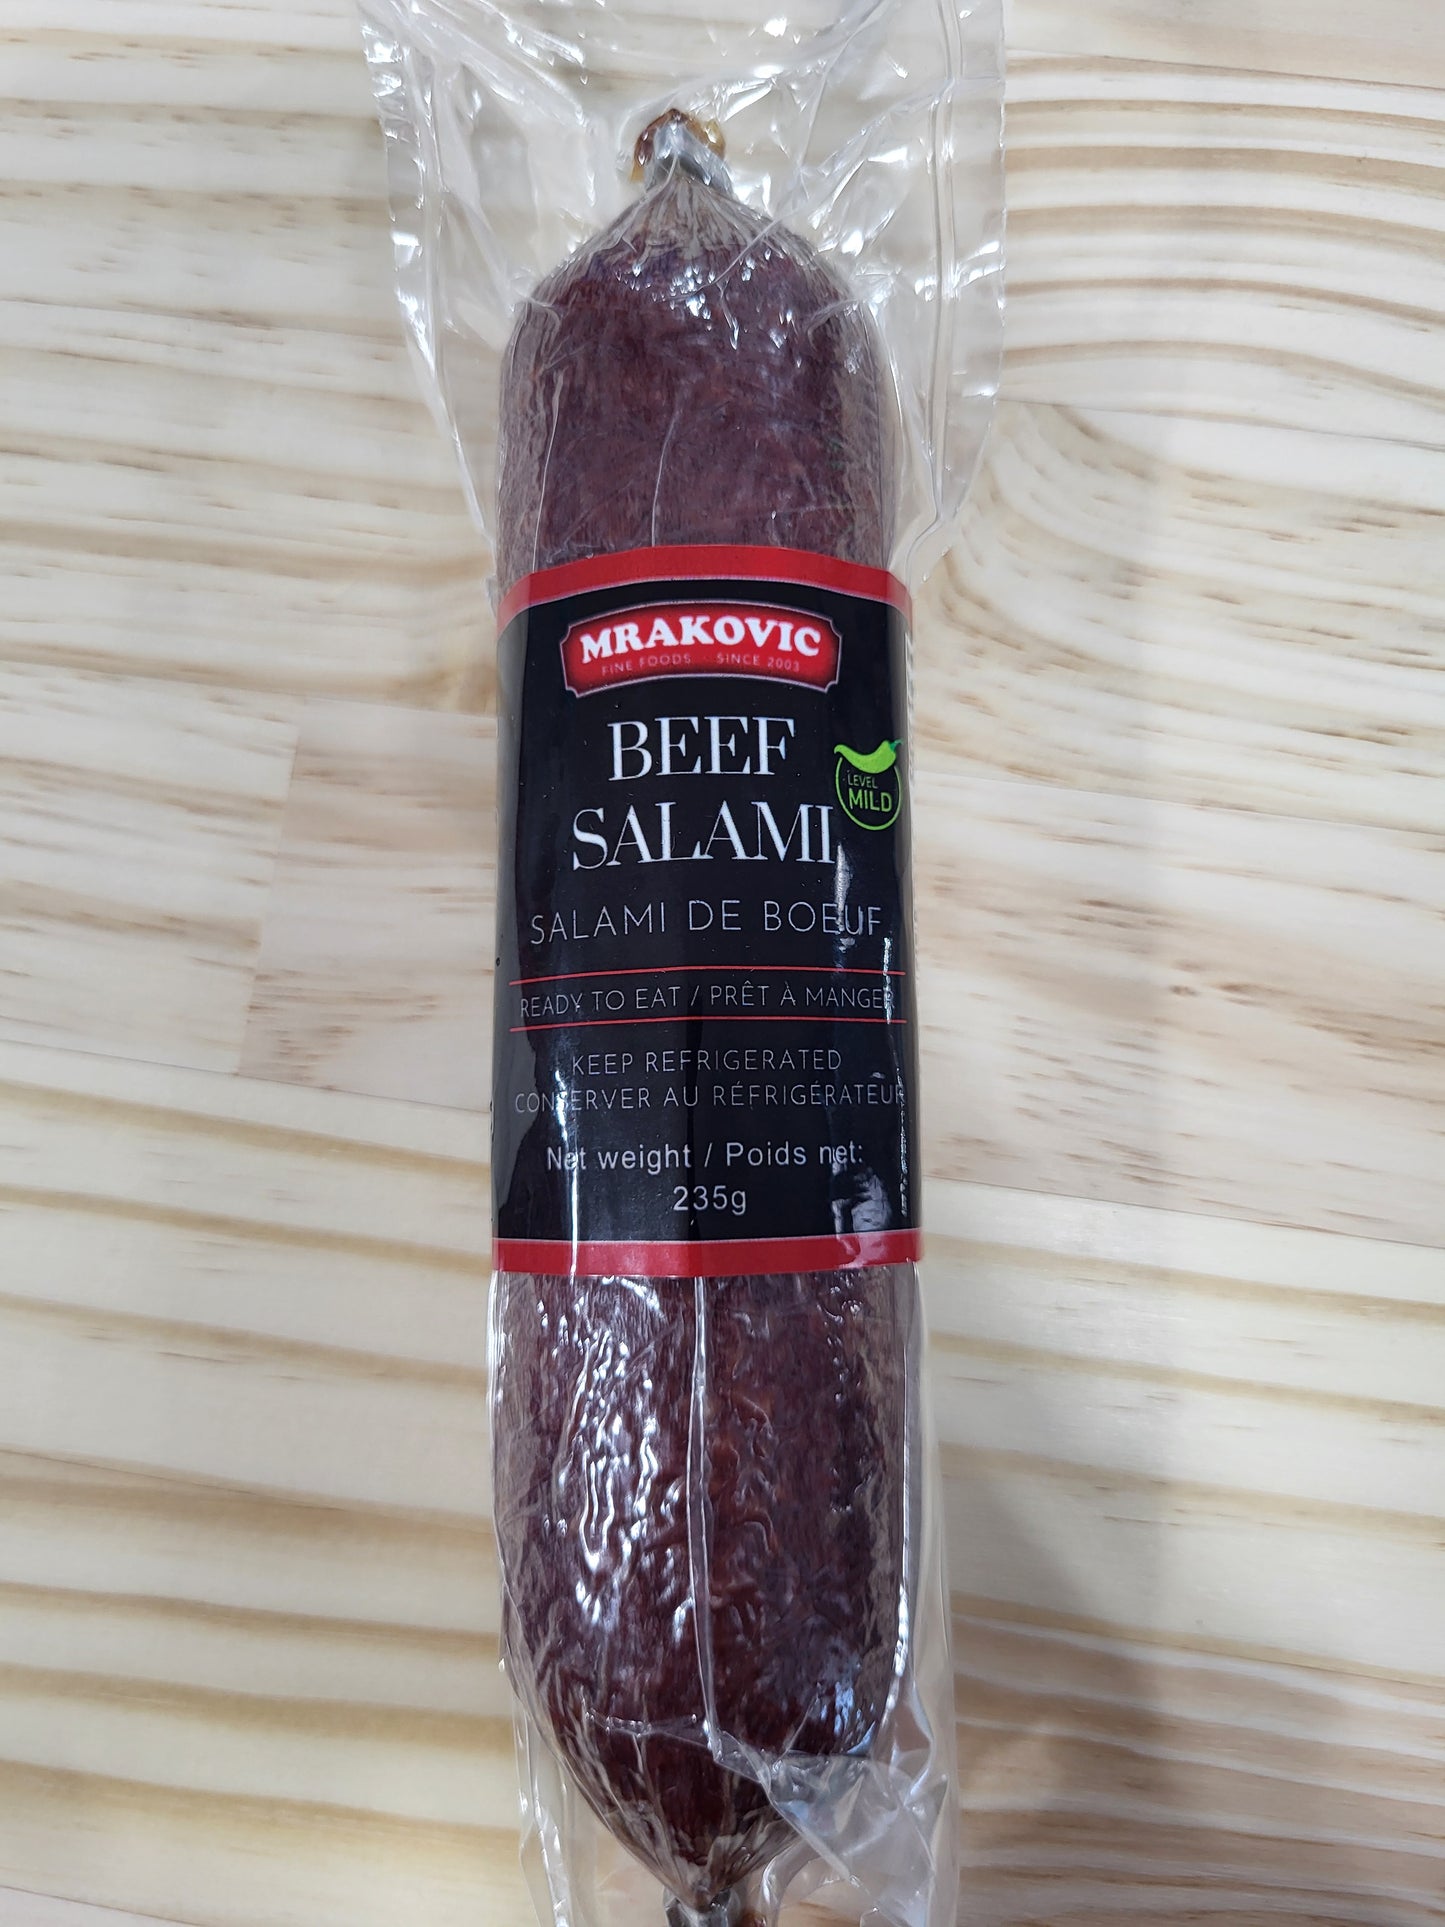 MRAKOVIC
FINE FOODS · SINCE 2003
BEEF
SALAMI
LEVEL
MILD
SALAMI DE BOEUF
READY TO EAT / PRÊT À MANGER
KEEP REFRIGERATED
CONSERVER AU RÉFRIGÉRATEUR
Net weight / Poids net:
235g